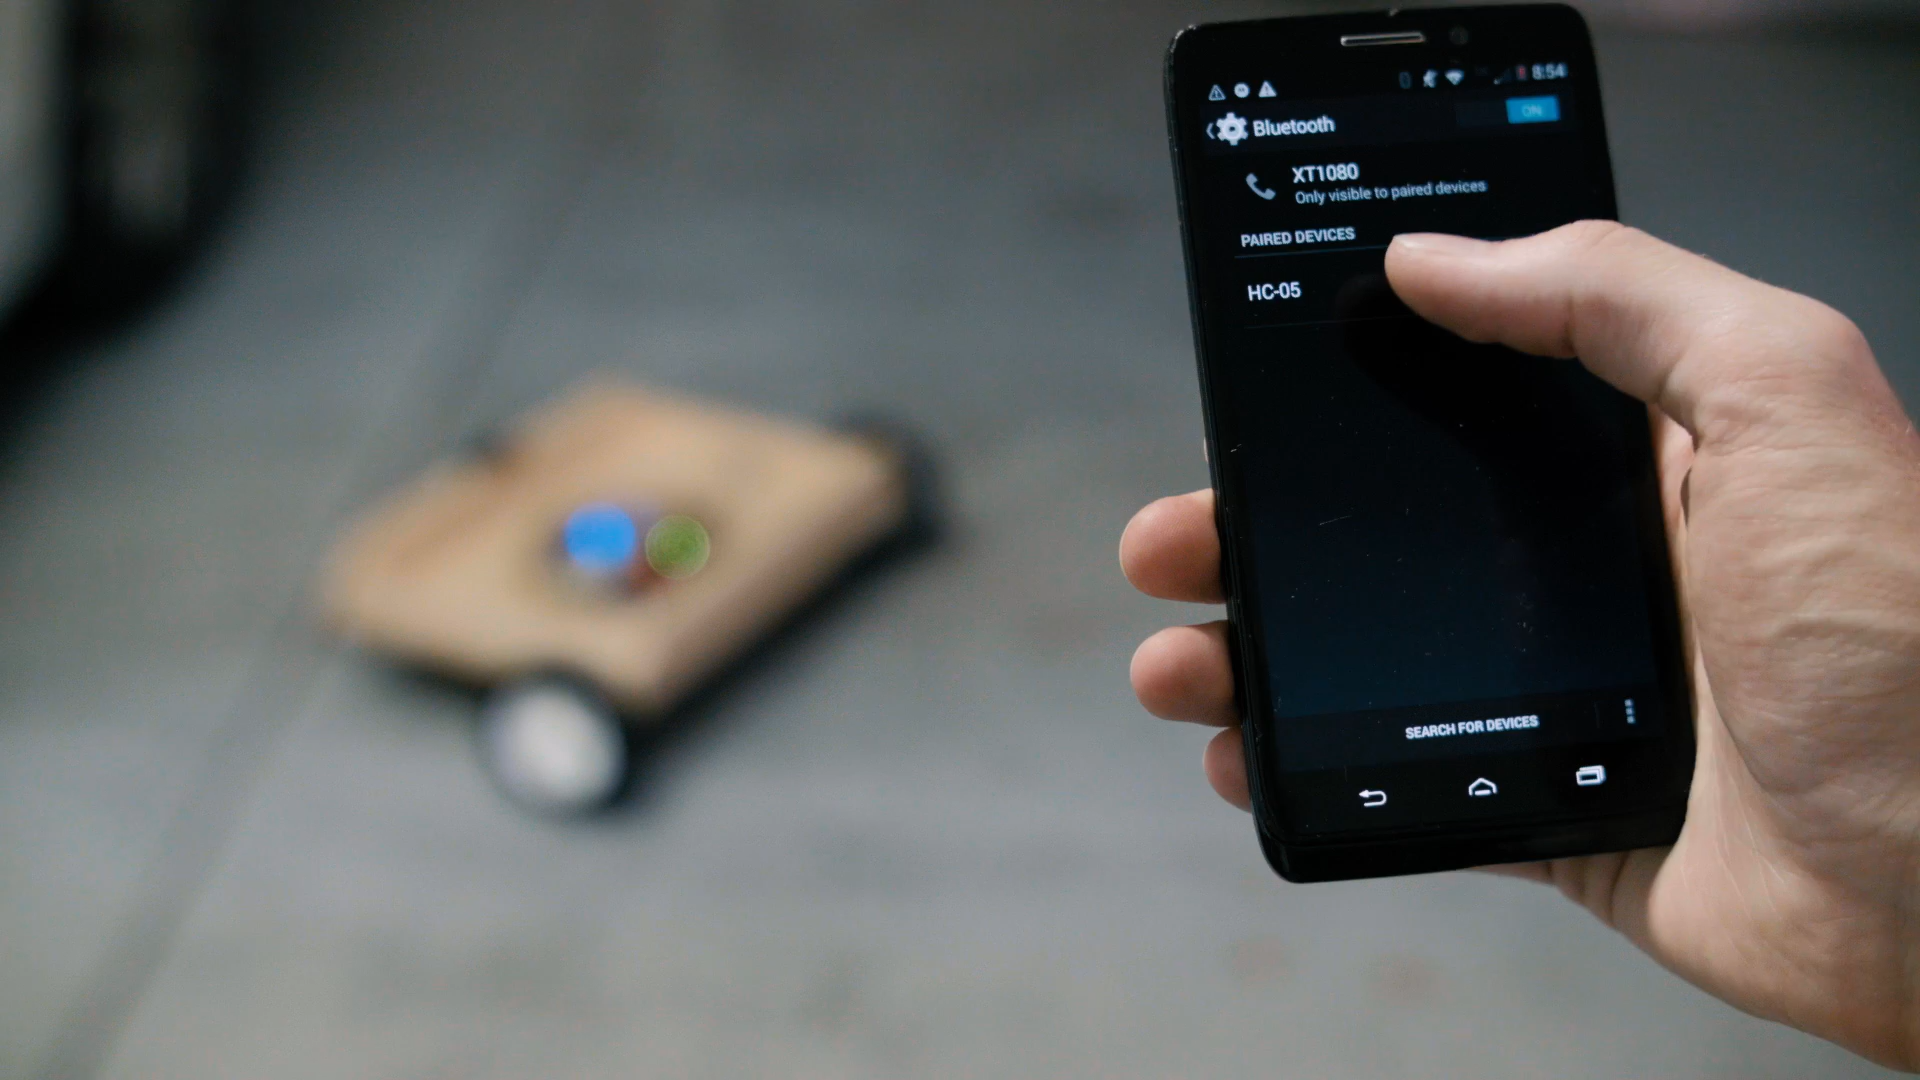 8:54
Bluetooth
ON
XT1080
Only visible to paired devices
PAIRED DEVICES
HC-05
SEARCH FOR DEVICES